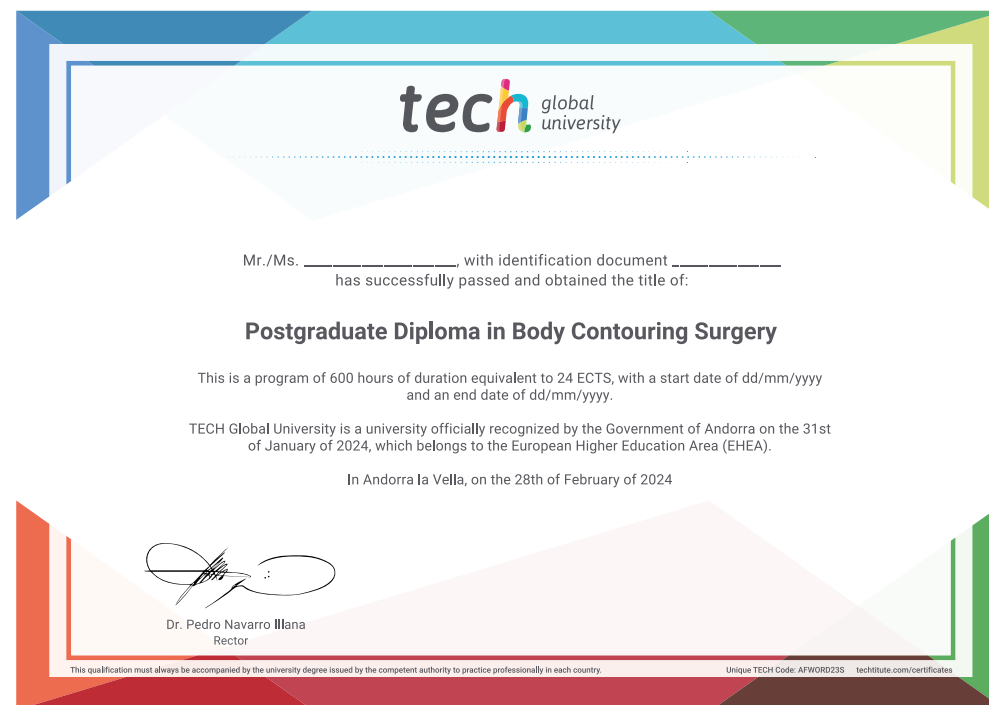 tech global
university
Mr./Ms. ____________________, with identification document ______________
has successfully passed and obtained the title of:
Postgraduate Diploma in Body Contouring Surgery
This is a program of 600 hours of duration equivalent to 24 ECTS, with a start date of dd/mm/yyyy
and an end date of dd/mm/yyyy.
TECH Global University is a university officially recognized by the Government of Andorra on the 31st
of January of 2024, which belongs to the European Higher Education Area (EHEA).
In Andorra la Vella, on the 28th of February of 2024
Dr. Pedro Navarro Illana
Rector
This qualification must always be accompanied by the university degree issued by the competent authority to practice professionally in each country.
Unique TECH Code: AFWORD23S techtitute.com/certificates